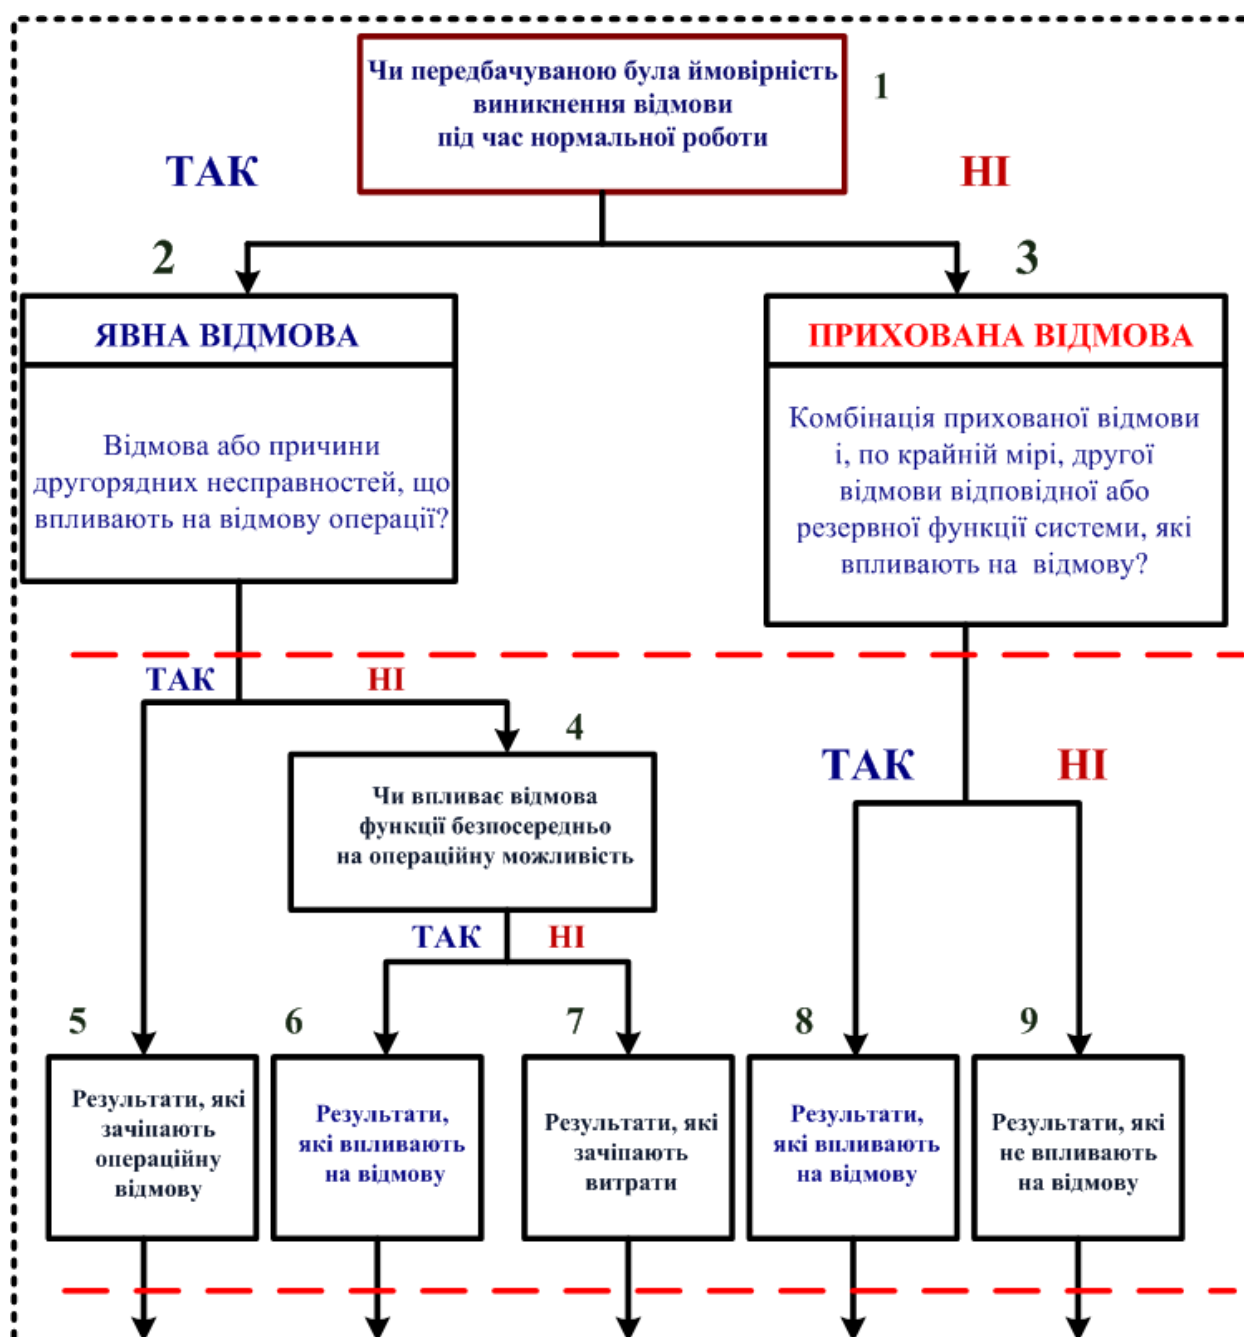 Чи передбачуваною була ймовірність
виникнення відмови
під час нормальної роботи
1
ТАК
НІ
2
3
ЯВНА ВІДМОВА
Відмова або причини
другорядних несправностей, що
впливають на відмову операції?
ПРИХОВАНА ВІДМОВА
Комбінація прихованої відмови
і, по крайній мірі, другої
відмови відповідної або
резервної функції системи, які
впливають на відмову?
ТАК
НІ
4
Чи впливає відмова
функції безпосередньо
на операційну можливість
ТАК
НІ
ТАК
НІ
5
6
7
8
9
Результати, які
зачіпають
операційну
відмову
Результати,
які впливають
на відмову
Результати, які
зачіпають
витрати
Результати,
які впливають
на відмову
Результати, які
не впливають
на відмову